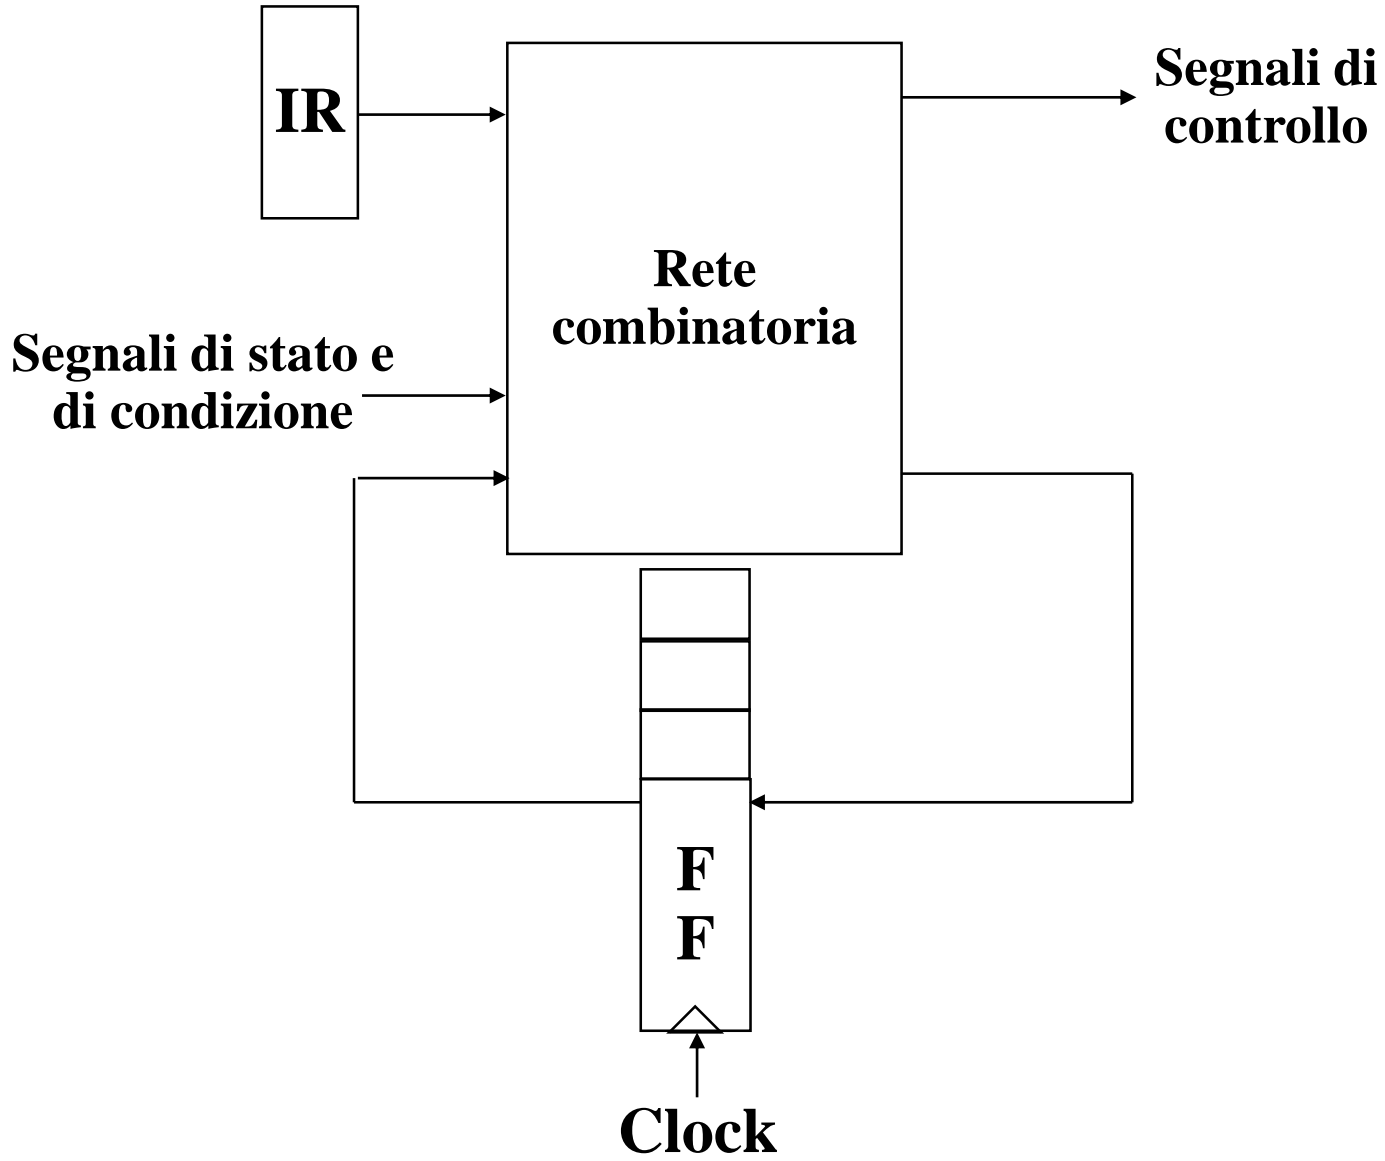 IR
Segnali di
controllo
Rete
combinatoria
Segnali di stato e
di condizione
F
F
Clock